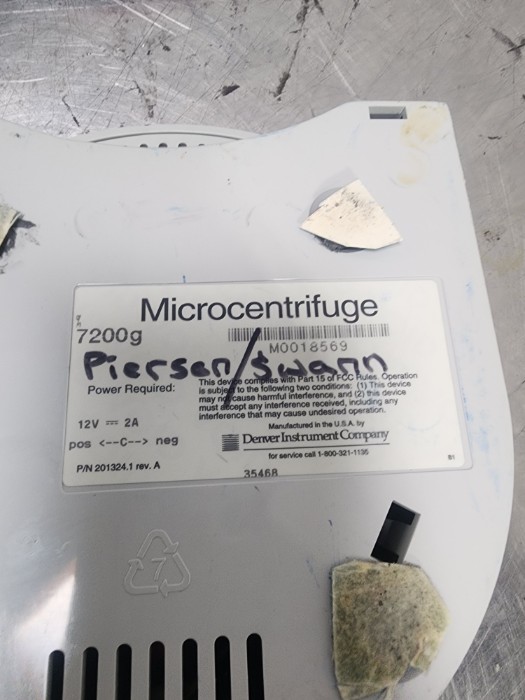 Microcentrifuge
7200g
M0018569
Piersen/Swann
Power Required:
This device complies with Part 15 of FCC Rules. Operation
is subject to the following two conditions: (1) This device
may not cause harmful interference, and (2) this device
must accept any interference received, including any
interference that may cause undesired operation.
12V ⎓ 2A
pos <--C--> neg
Manufactured in the U.S.A. by
Denver Instrument Company
for service call 1-800-321-1135
P/N 201324.1 rev. A
35468
7